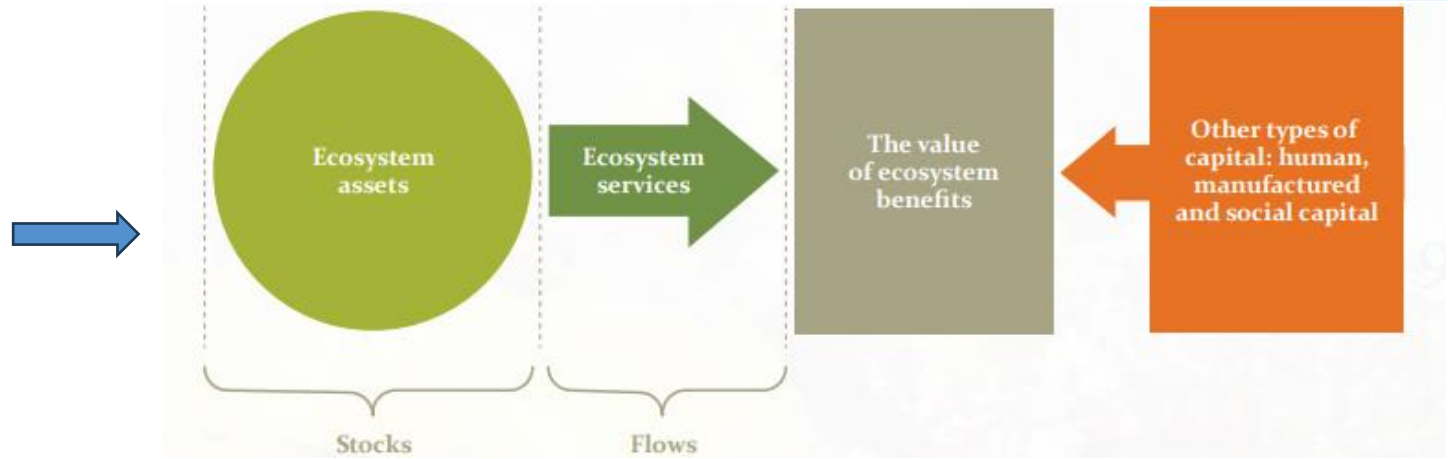 Ecosystem
assets
Ecosystem
services
The value
of ecosystem
benefits
Other types of
capital: human,
manufactured
and social capital
Stocks
Flows